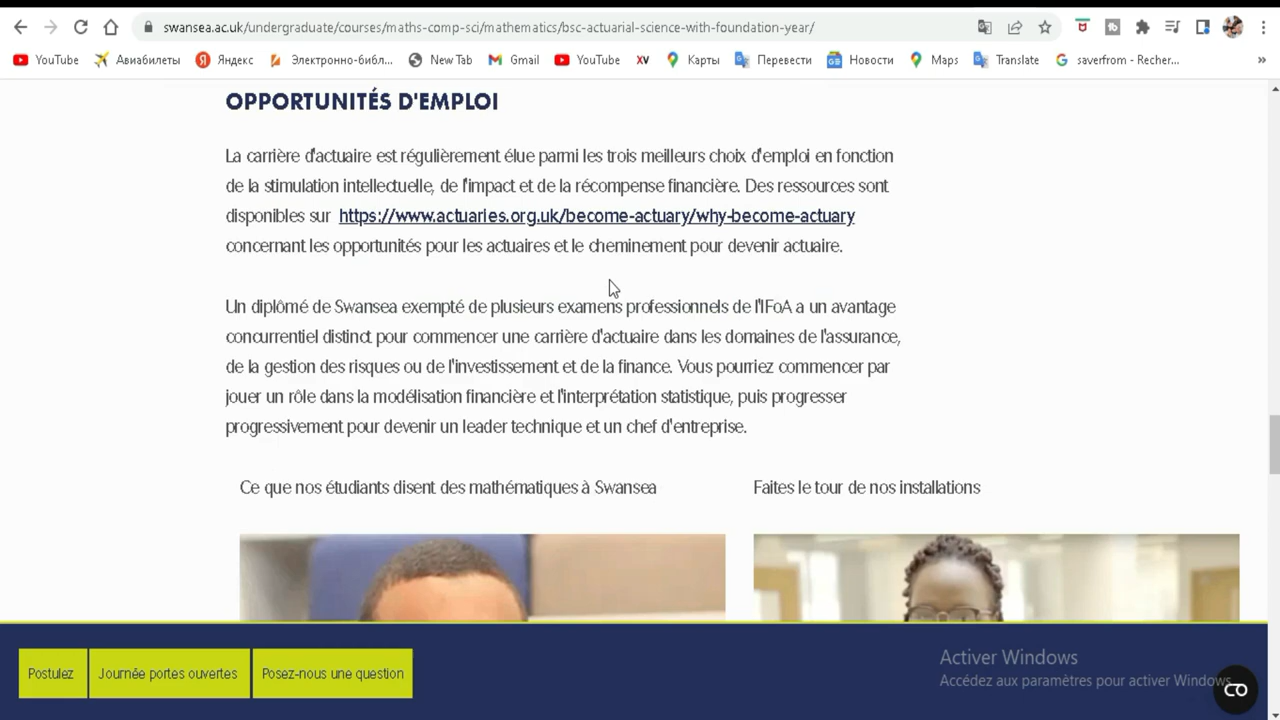 swansea.ac.uk/undergraduate/courses/maths-comp-sci/mathematics/bsc-actuarial-science-with-foundation-year/
YouTube Авиабилеты Яндекс Электронно-библ... New Tab Gmail YouTube XV Карты Перевести Новости Maps Translate saverfrom - Recher... »
OPPORTUNITÉS D'EMPLOI
La carrière d'actuaire est régulièrement élue parmi les trois meilleurs choix d'emploi en fonction
de la stimulation intellectuelle, de l'impact et de la récompense financière. Des ressources sont
disponibles sur https://www.actuaries.org.uk/become-actuary/why-become-actuary
concernant les opportunités pour les actuaires et le cheminement pour devenir actuaire.
Un diplômé de Swansea exempté de plusieurs examens professionnels de l'IFoA a un avantage
concurrentiel distinct pour commencer une carrière d'actuaire dans les domaines de l'assurance,
de la gestion des risques ou de l'investissement et de la finance. Vous pourriez commencer par
jouer un rôle dans la modélisation financière et l'interprétation statistique, puis progresser
progressivement pour devenir un leader technique et un chef d'entreprise.
Ce que nos étudiants disent des mathématiques à Swansea
Faites le tour de nos installations
Postulez Journée portes ouvertes Posez-nous une question
Activer Windows
Accédez aux paramètres pour activer Windows.